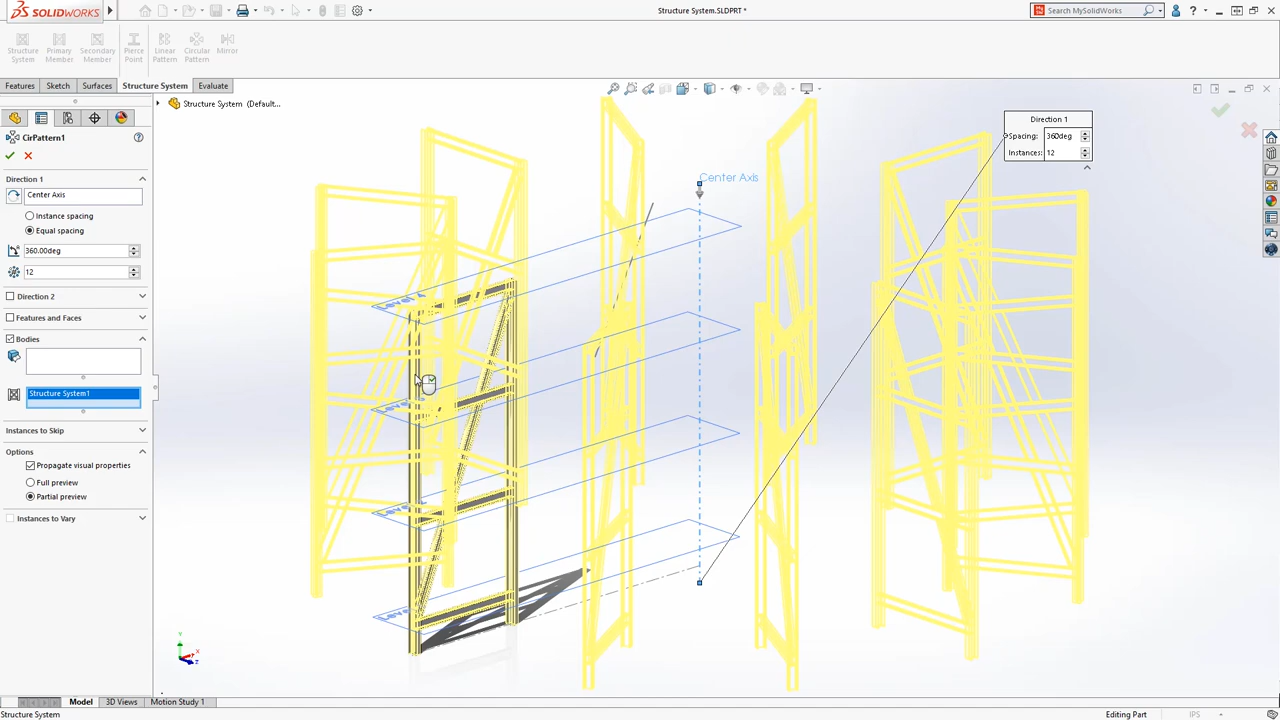 SOLIDWORKS
Structure System.SLDPRT *
Search MySolidWorks
Structure System
Primary Member
Secondary Member
Pierce Point
Linear Pattern
Circular Pattern
Mirror
Features
Sketch
Surfaces
Structure System
Evaluate
Structure System (Default...
CirPattern1
Direction 1
Center Axis
Instance spacing
Equal spacing
360.00deg
12
Direction 2
Features and Faces
Bodies
Structure System1
Instances to Skip
Options
Propagate visual properties
Full preview
Partial preview
Instances to Vary
Center Axis
Direction 1
Spacing: 360deg
Instances: 12
Level 4
Y
X
Z
Model
3D Views
Motion Study 1
Structure System
Editing Part
IPS